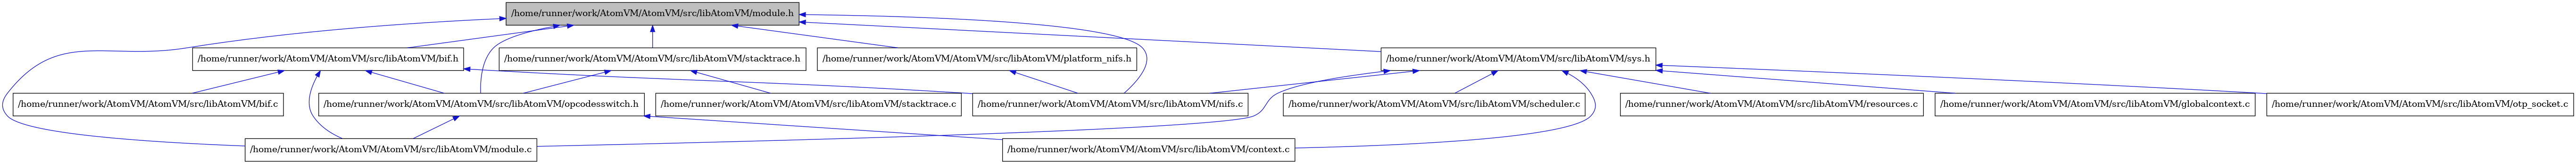 /home/runner/work/AtomVM/AtomVM/src/libAtomVM/module.h
/home/runner/work/AtomVM/AtomVM/src/libAtomVM/bif.h
/home/runner/work/AtomVM/AtomVM/src/libAtomVM/stacktrace.h
/home/runner/work/AtomVM/AtomVM/src/libAtomVM/platform_nifs.h
/home/runner/work/AtomVM/AtomVM/src/libAtomVM/sys.h
/home/runner/work/AtomVM/AtomVM/src/libAtomVM/bif.c
/home/runner/work/AtomVM/AtomVM/src/libAtomVM/opcodesswitch.h
/home/runner/work/AtomVM/AtomVM/src/libAtomVM/stacktrace.c
/home/runner/work/AtomVM/AtomVM/src/libAtomVM/nifs.c
/home/runner/work/AtomVM/AtomVM/src/libAtomVM/scheduler.c
/home/runner/work/AtomVM/AtomVM/src/libAtomVM/resources.c
/home/runner/work/AtomVM/AtomVM/src/libAtomVM/globalcontext.c
/home/runner/work/AtomVM/AtomVM/src/libAtomVM/otp_socket.c
/home/runner/work/AtomVM/AtomVM/src/libAtomVM/module.c
/home/runner/work/AtomVM/AtomVM/src/libAtomVM/context.c